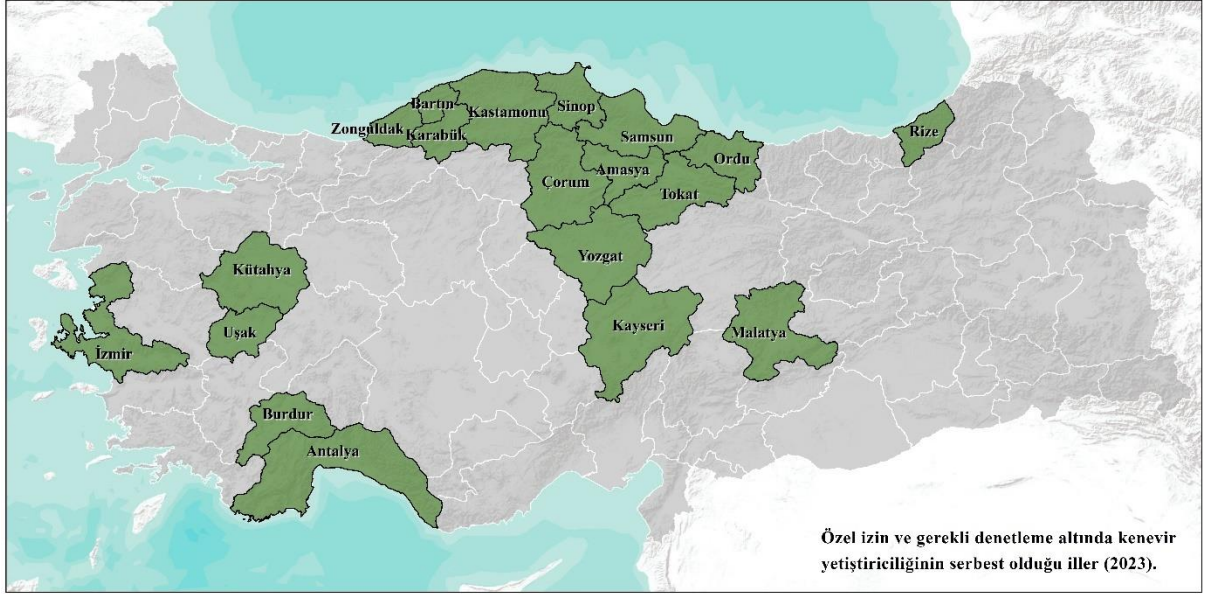 Sinop
Bartın
Kastamonu
Zonguldak
Karabük
Samsun
Rize
Ordu
Amasya
Çorum
Tokat
Yozgat
Kütahya
Kayseri
Uşak
Malatya
İzmir
Burdur
Antalya
Özel izin ve gerekli denetleme altında kenevir
yetiştiriciliğinin serbest olduğu iller (2023).